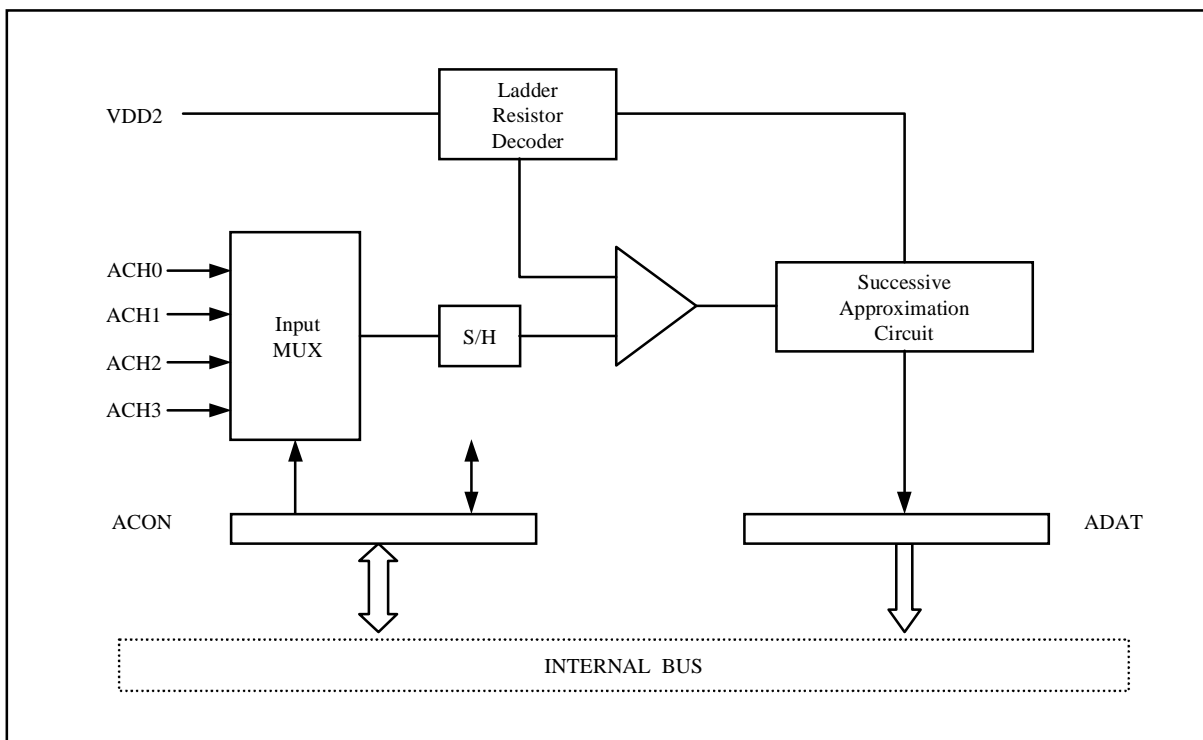 Ladder
Resistor
Decoder
VDD2
ACH0
ACH1
ACH2
ACH3
Input
MUX
S/H
Successive
Approximation
Circuit
ACON
ADAT
INTERNAL BUS